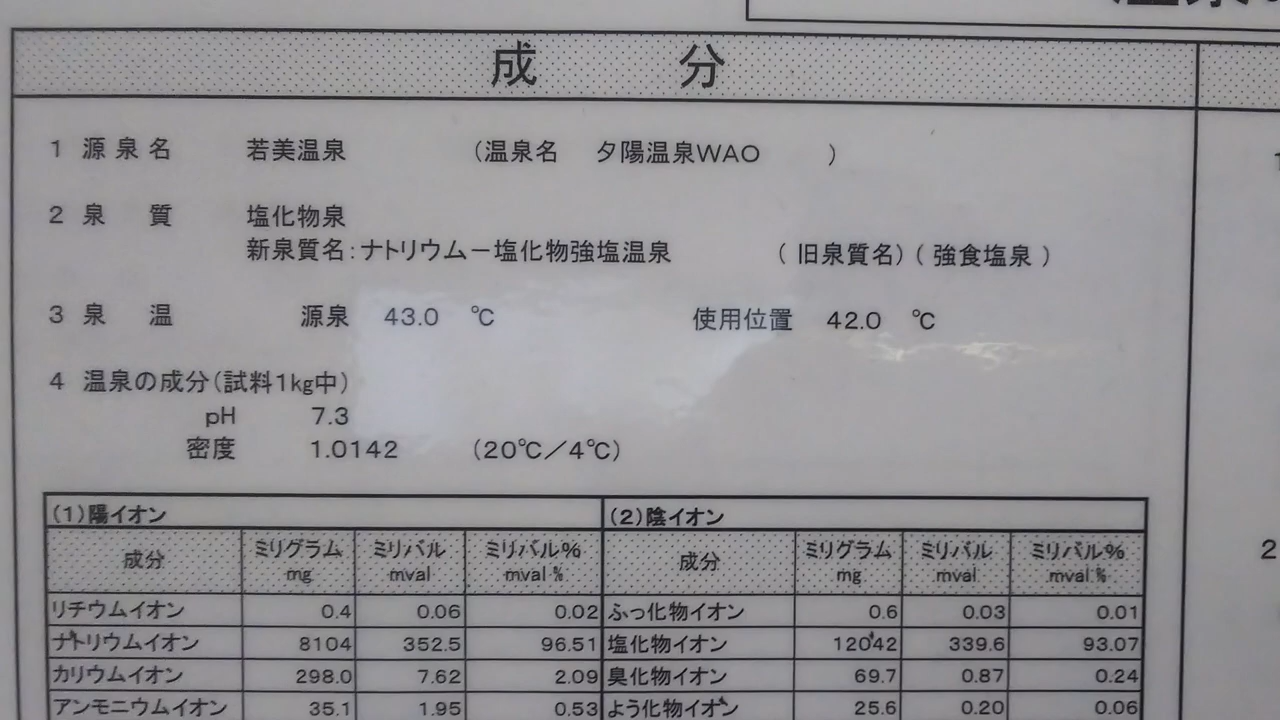 成 分
1 源泉名 若美温泉 (温泉名 夕陽温泉WAO )
2 泉 質 塩化物泉
新泉質名:ナトリウムー塩化物強塩温泉 ( 旧泉質名)( 強食塩泉 )
3 泉 温 源泉 43.0 ℃ 使用位置 42.0 ℃
4 温泉の成分(試料1kg中)
pH 7.3
密度 1.0142 (20℃/4℃)
(1)陽イオン (2)陰イオン
成分 ミリグラム mg ミリバル mval ミリバル% mval % 成分 ミリグラム mg ミリバル mval ミリバル% mval %
リチウムイオン 0.4 0.06 0.02 ふっ化物イオン 0.6 0.03 0.01
ナトリウムイオン 8104 352.5 96.51 塩化物イオン 12042 339.6 93.07
カリウムイオン 298.0 7.62 2.09 臭化物イオン 69.7 0.87 0.24
アンモニウムイオン 35.1 1.95 0.53 よう化物イオン 25.6 0.20 0.06
2